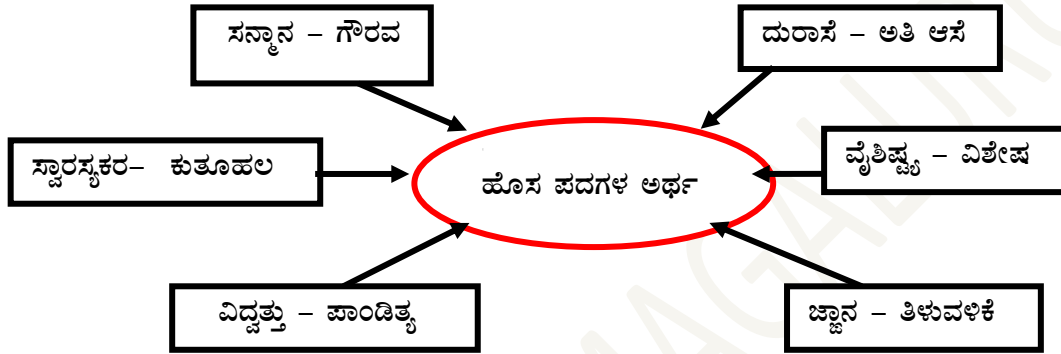 ಸನ್ಮಾನ – ಗೌರವ
ದುರಾಸೆ – ಅತಿ ಆಸೆ
ಸ್ವಾರಸ್ಯಕರ– ಕುತೂಹಲ
ಹೊಸ ಪದಗಳ ಅರ್ಥ
ವೈಶಿಷ್ಟ್ಯ – ವಿಶೇಷ
ವಿದ್ವತ್ತು – ಪಾಂಡಿತ್ಯ
ಜ್ಞಾನ – ತಿಳುವಳಿಕೆ